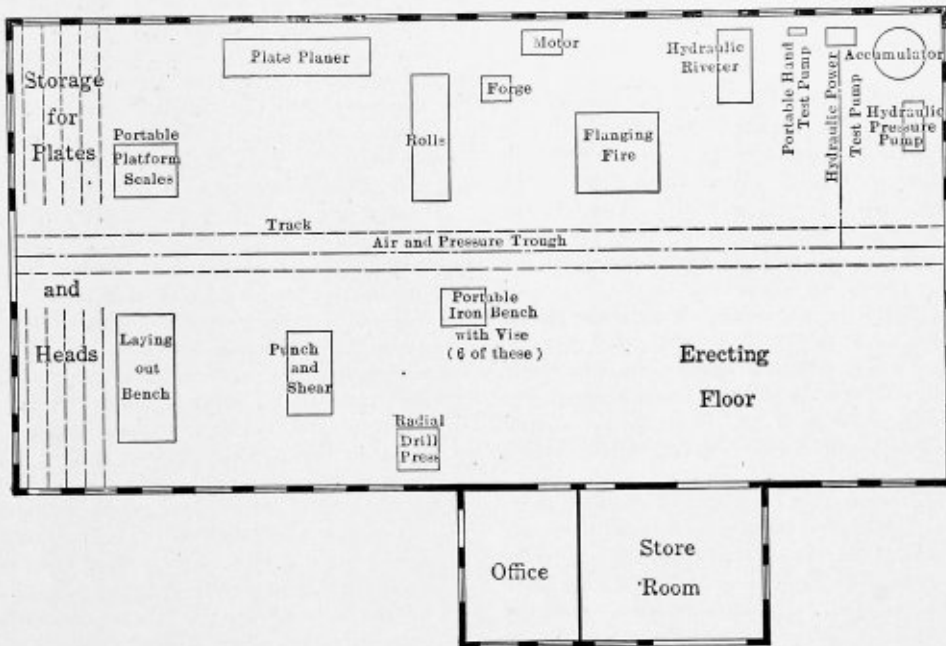 Storage
for
Plates
Portable
Platform
Scales
Plate Planer
Rolls
Motor
Forge
Flanging
Fire
Hydraulic
Riveter
Portable Hand
Test Pump
Hydraulic Power
Test Pump
Accumulator
Hydraulic
Pressure
Pump
Track
Air and Pressure Trough
and
Heads
Laying
out
Bench
Punch
and
Shear
Portable
Iron Bench
with Vise
( 6 of these )
Radial
Drill
Press
Erecting
Floor
Office
Store
Room